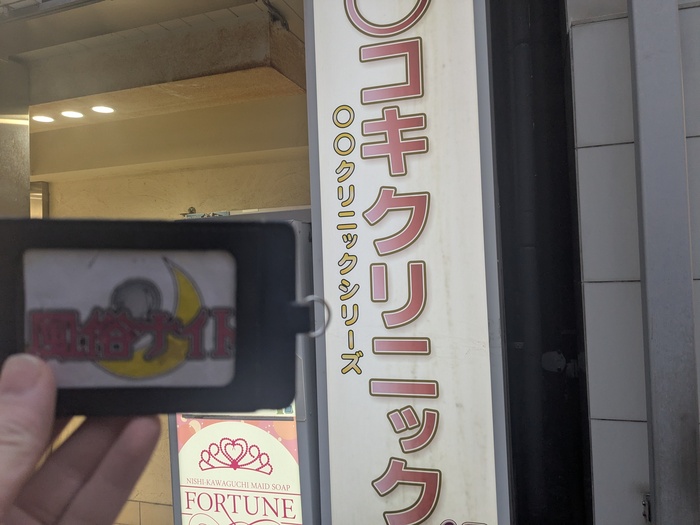 〇コキクリニック
〇〇クリニックシリーズ
風俗ナイト
NISHI-KAWAGUCHI MAID SOAP
FORTUNE